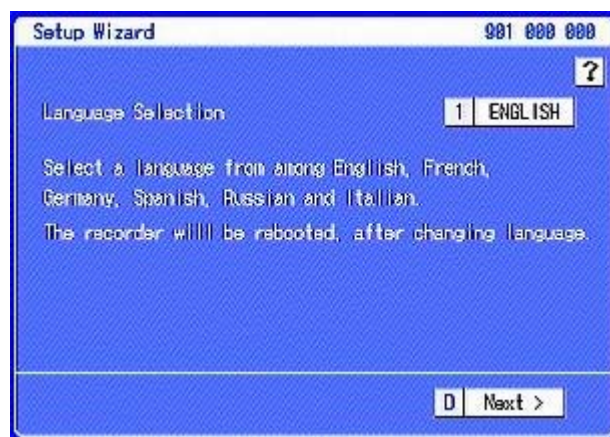 Setup Wizard 901 000 000
?
Language Selection 1 ENGLISH
Select a language from among English, French,
Germany, Spanish, Russian and Italian.
The recorder will be rebooted, after changing language.
D Next >